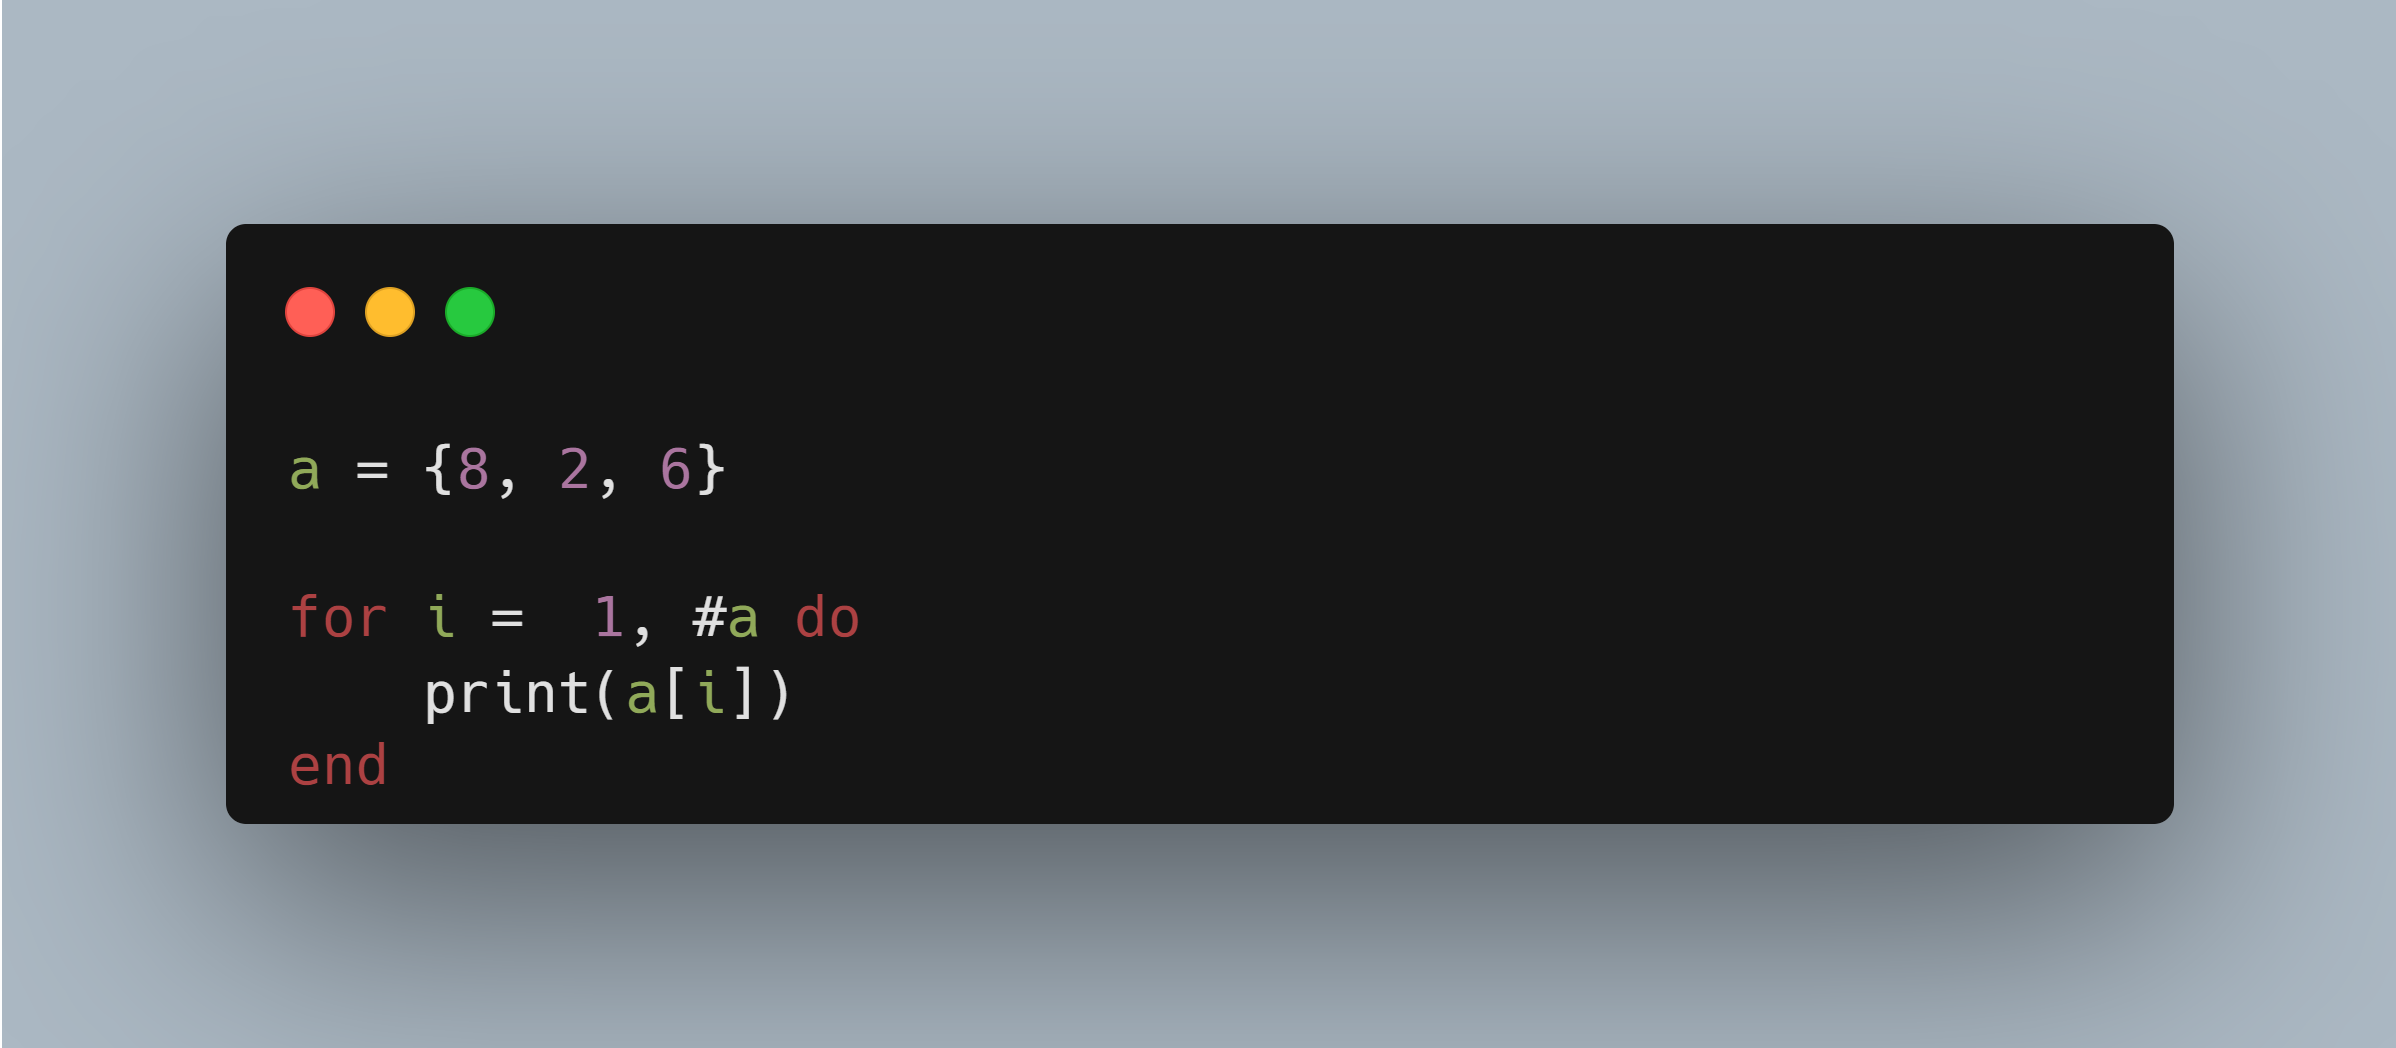 a = {8, 2, 6}
for i =  1, #a do
    print(a[i])
end